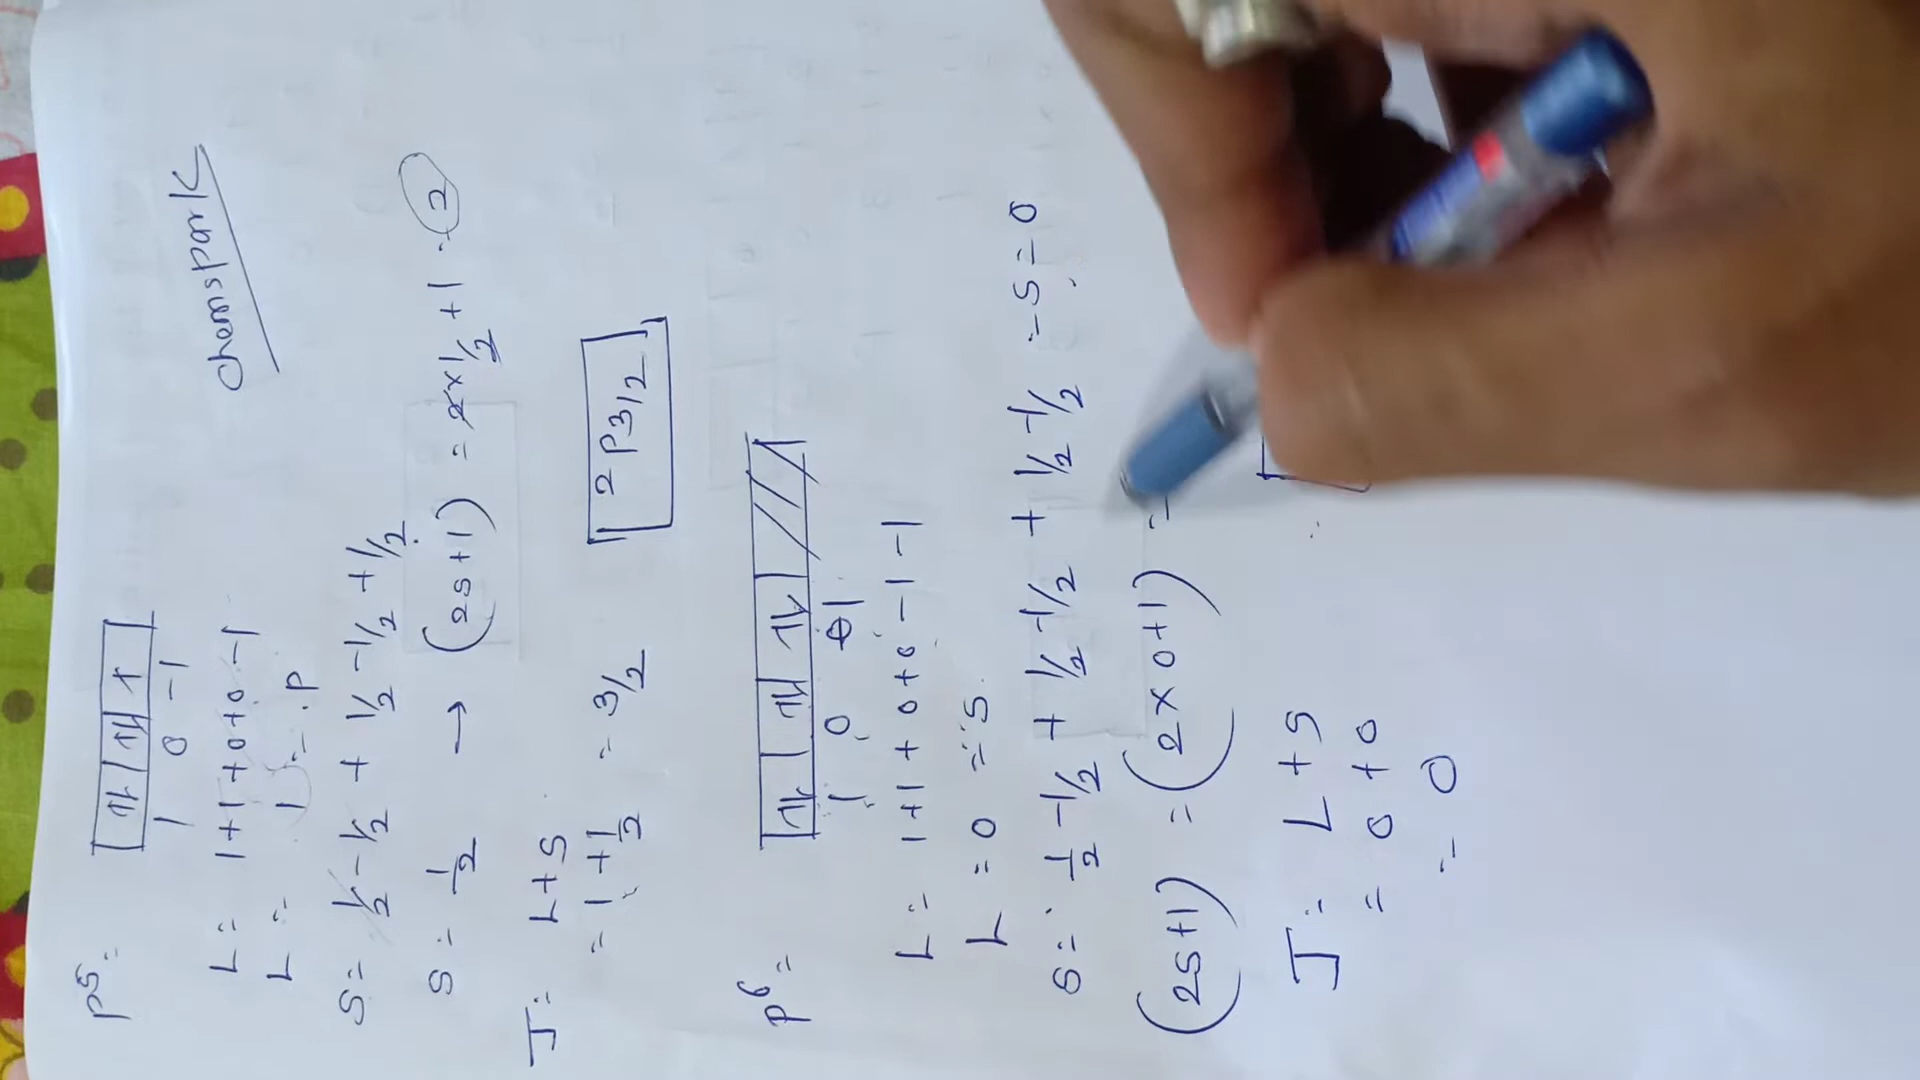 chemspark
p⁵ =
1 0 -1
L = 1+1+0+0-1
L = 1 = P
S = 1/2 - 1/2 + 1/2 - 1/2 + 1/2
S = 1/2 → (2s+1) = 2×1/2 + 1 = 2
J = L+S
= 1 + 1/2 = 3/2
²P3/2
p⁶ =
1 0 -1
L = 1+1+0+0-1-1
L = 0 = S
S = 1/2 - 1/2 + 1/2 - 1/2 + 1/2 - 1/2 - S = 0
(2S+1) = (2×0+1) =
J = L+S
= 0+0
= 0